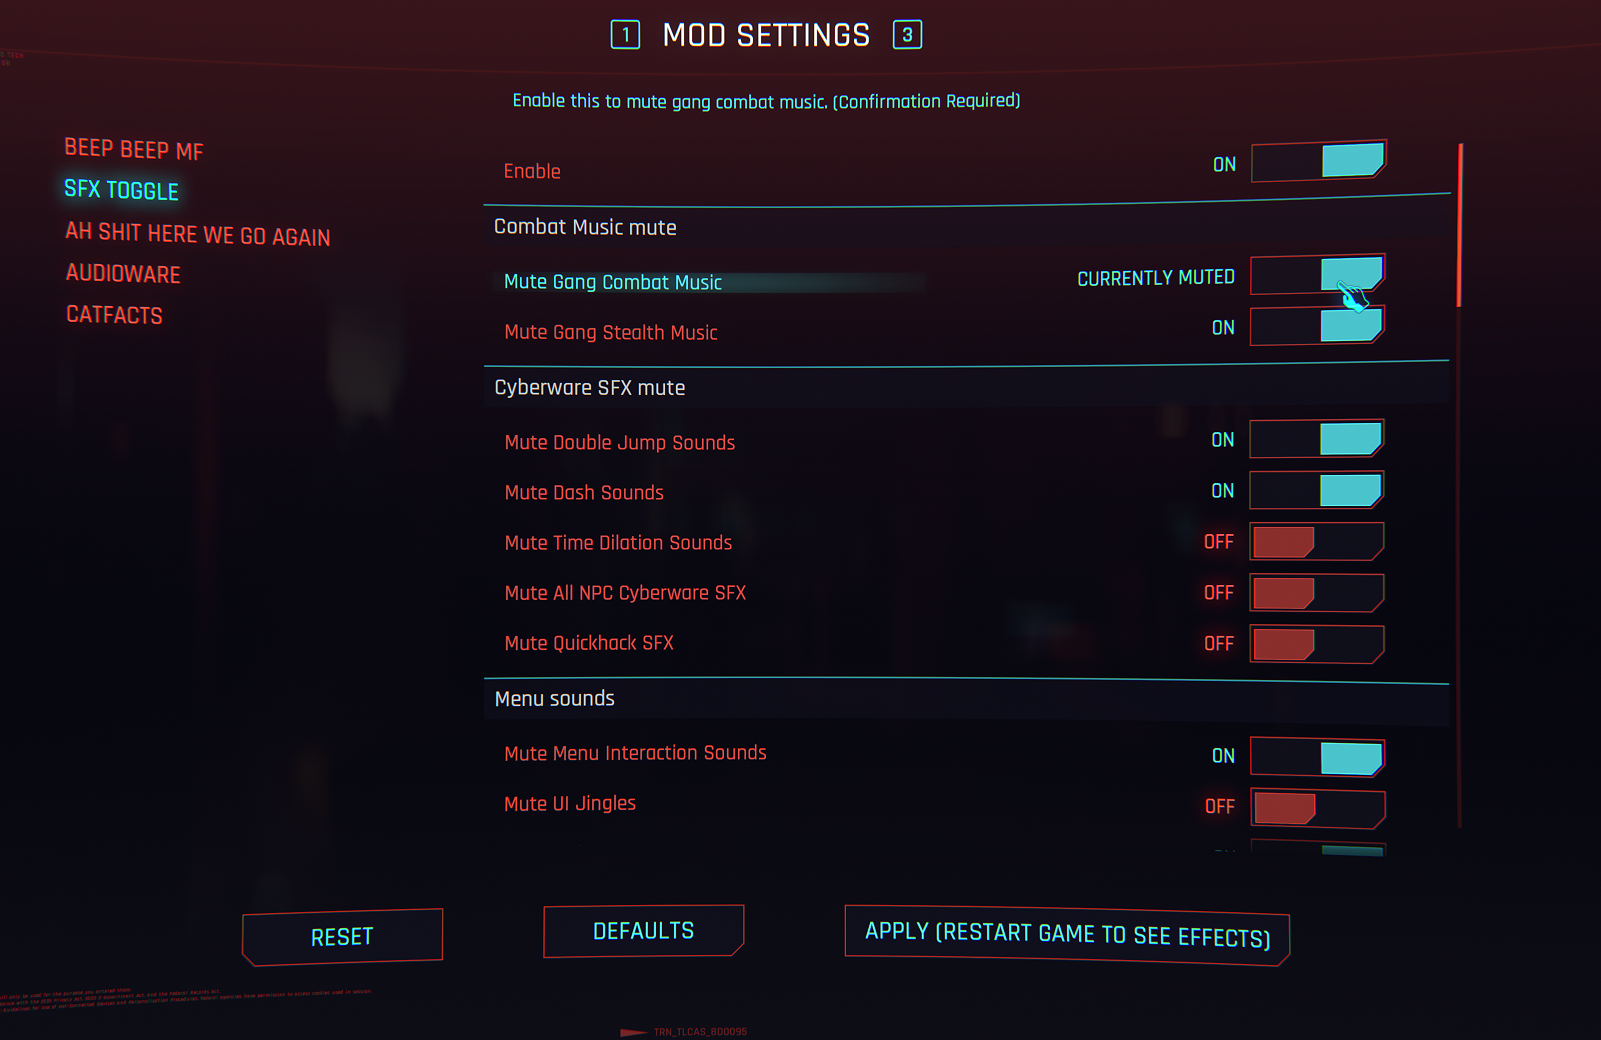 1 MOD SETTINGS 3
Enable this to mute gang combat music. (Confirmation Required)
BEEP BEEP MF
SFX TOGGLE
AH SHIT HERE WE GO AGAIN
AUDIOWARE
CATFACTS
Enable ON
Combat Music mute
Mute Gang Combat Music CURRENTLY MUTED
Mute Gang Stealth Music ON
Cyberware SFX mute
Mute Double Jump Sounds ON
Mute Dash Sounds ON
Mute Time Dilation Sounds OFF
Mute All NPC Cyberware SFX OFF
Mute Quickhack SFX OFF
Menu sounds
Mute Menu Interaction Sounds ON
Mute UI Jingles OFF
RESET
DEFAULTS
APPLY (RESTART GAME TO SEE EFFECTS)
TRN_TLCAS_800095